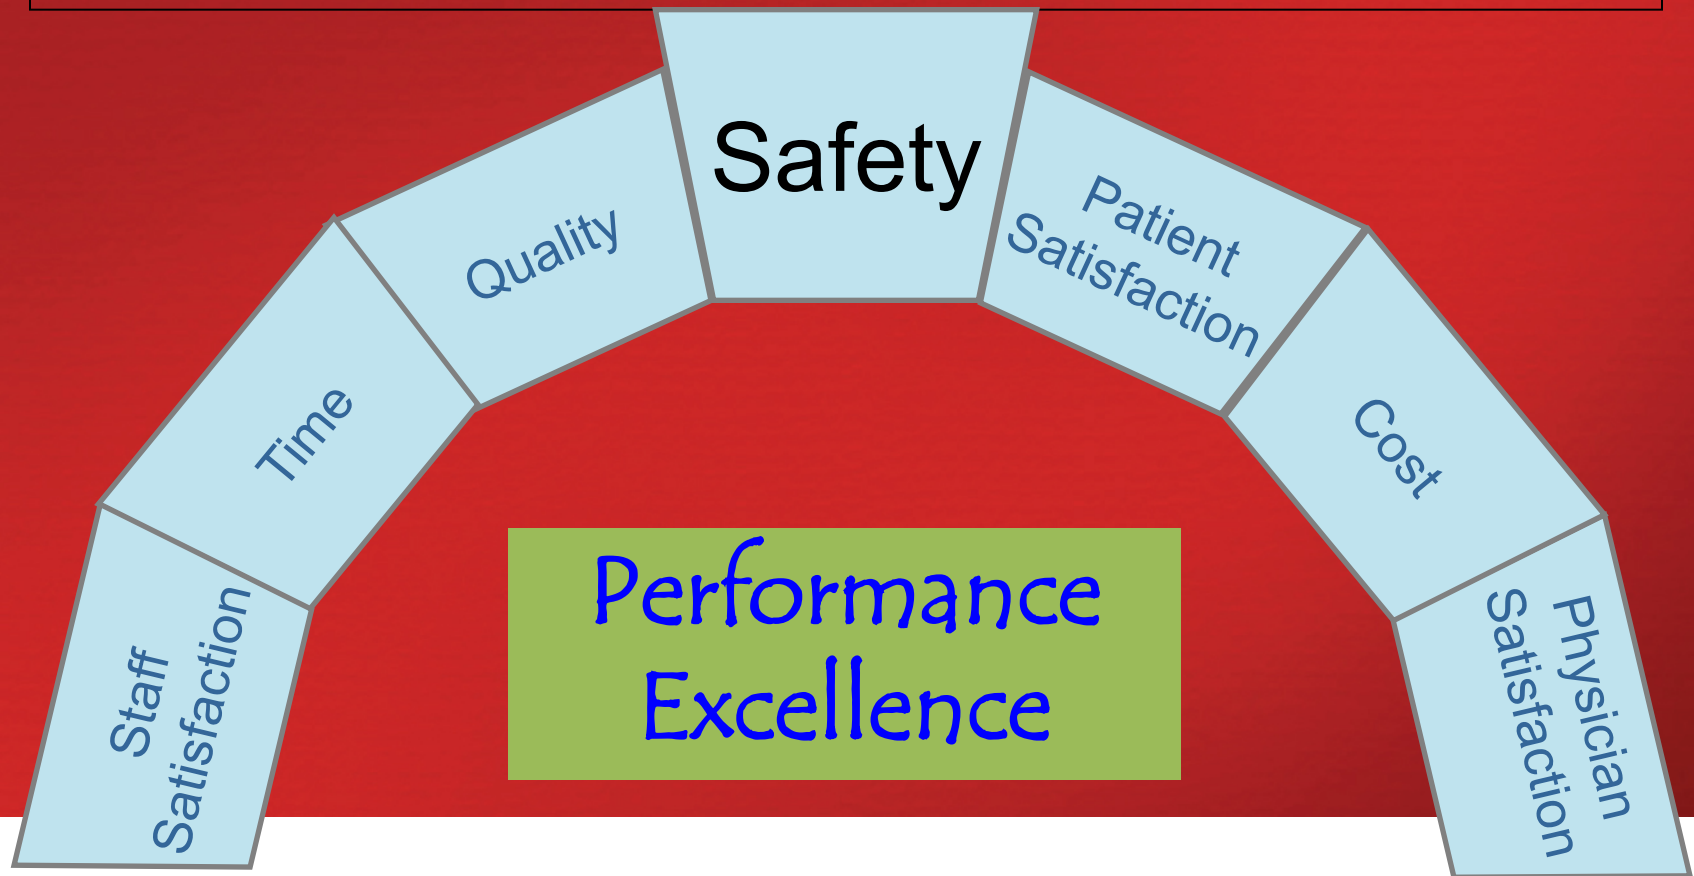 Safety
Quality
Patient
Satisfaction
Time
Cost
Staff
Satisfaction
Physician
Satisfaction
Performance
Excellence